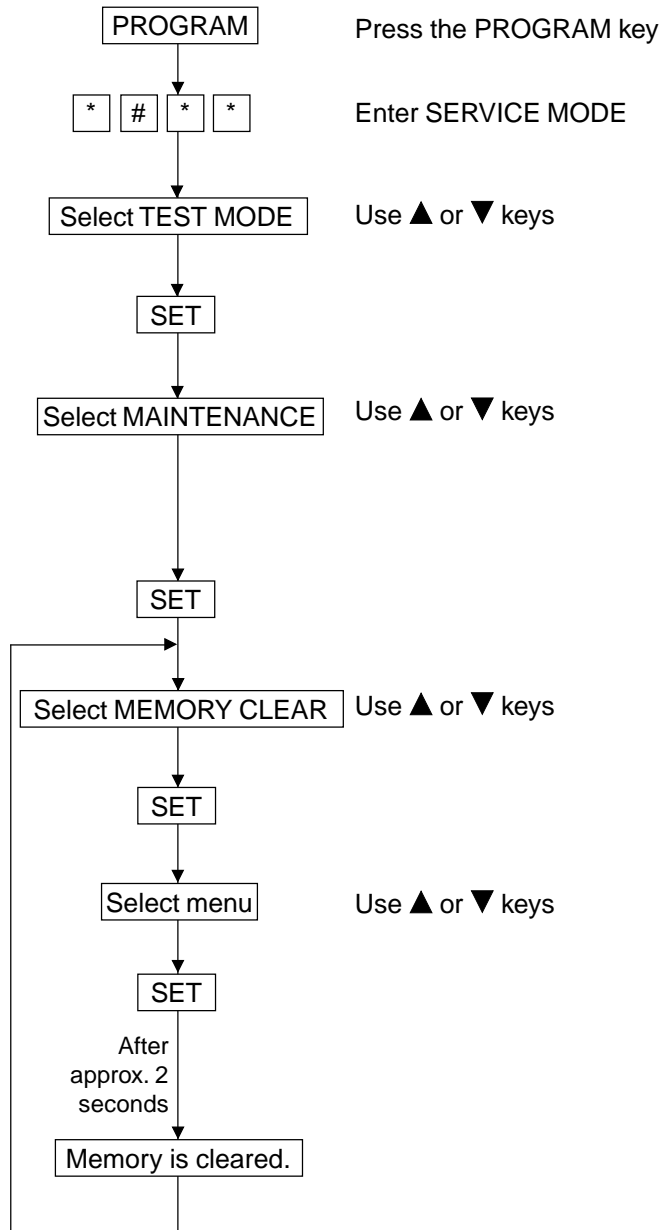 PROGRAM Press the PROGRAM key
* # * * Enter SERVICE MODE
Select TEST MODE Use ▲ or ▼ keys
SET
Select MAINTENANCE Use ▲ or ▼ keys
SET
Select MEMORY CLEAR Use ▲ or ▼ keys
SET
Select menu Use ▲ or ▼ keys
SET
After
approx. 2
seconds
Memory is cleared.